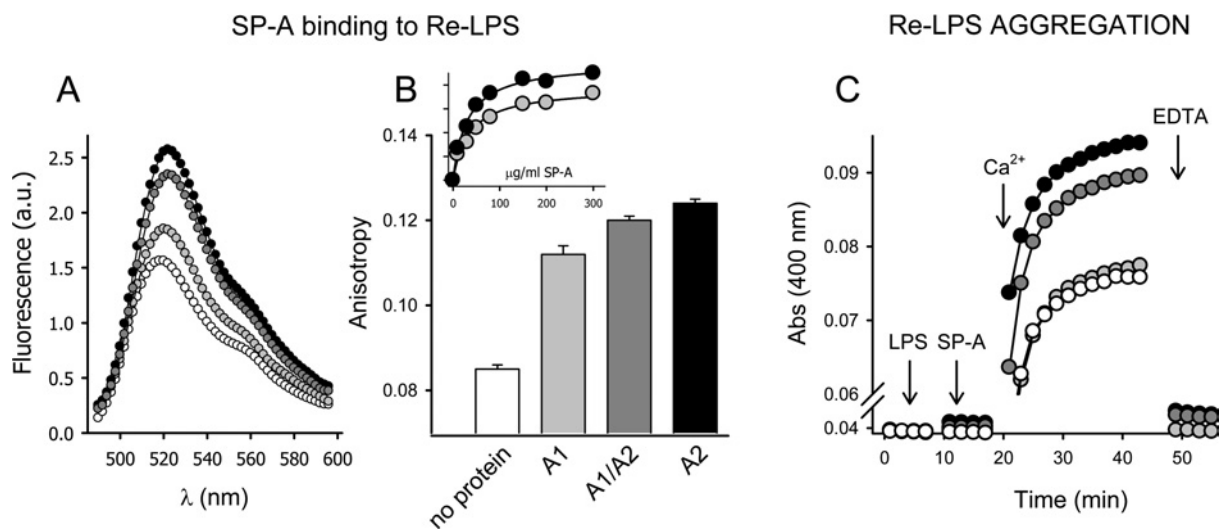 SP-A binding to Re-LPS
Re-LPS AGGREGATION
A
Fluorescence (a.u.)
2.5
2.0
1.5
1.0
0.5
0.0
500 520 540 560 580 600
λ (nm)
B
Anisotropy
0.14
0.12
0.10
0.08
μg/ml SP-A
0 100 200 300
no protein
A1
A1/A2
A2
C
Abs (400 nm)
0.09
0.08
0.07
0.06
0.04
LPS
SP-A
Ca²⁺
EDTA
0 10 20 30 40 50
Time (min)